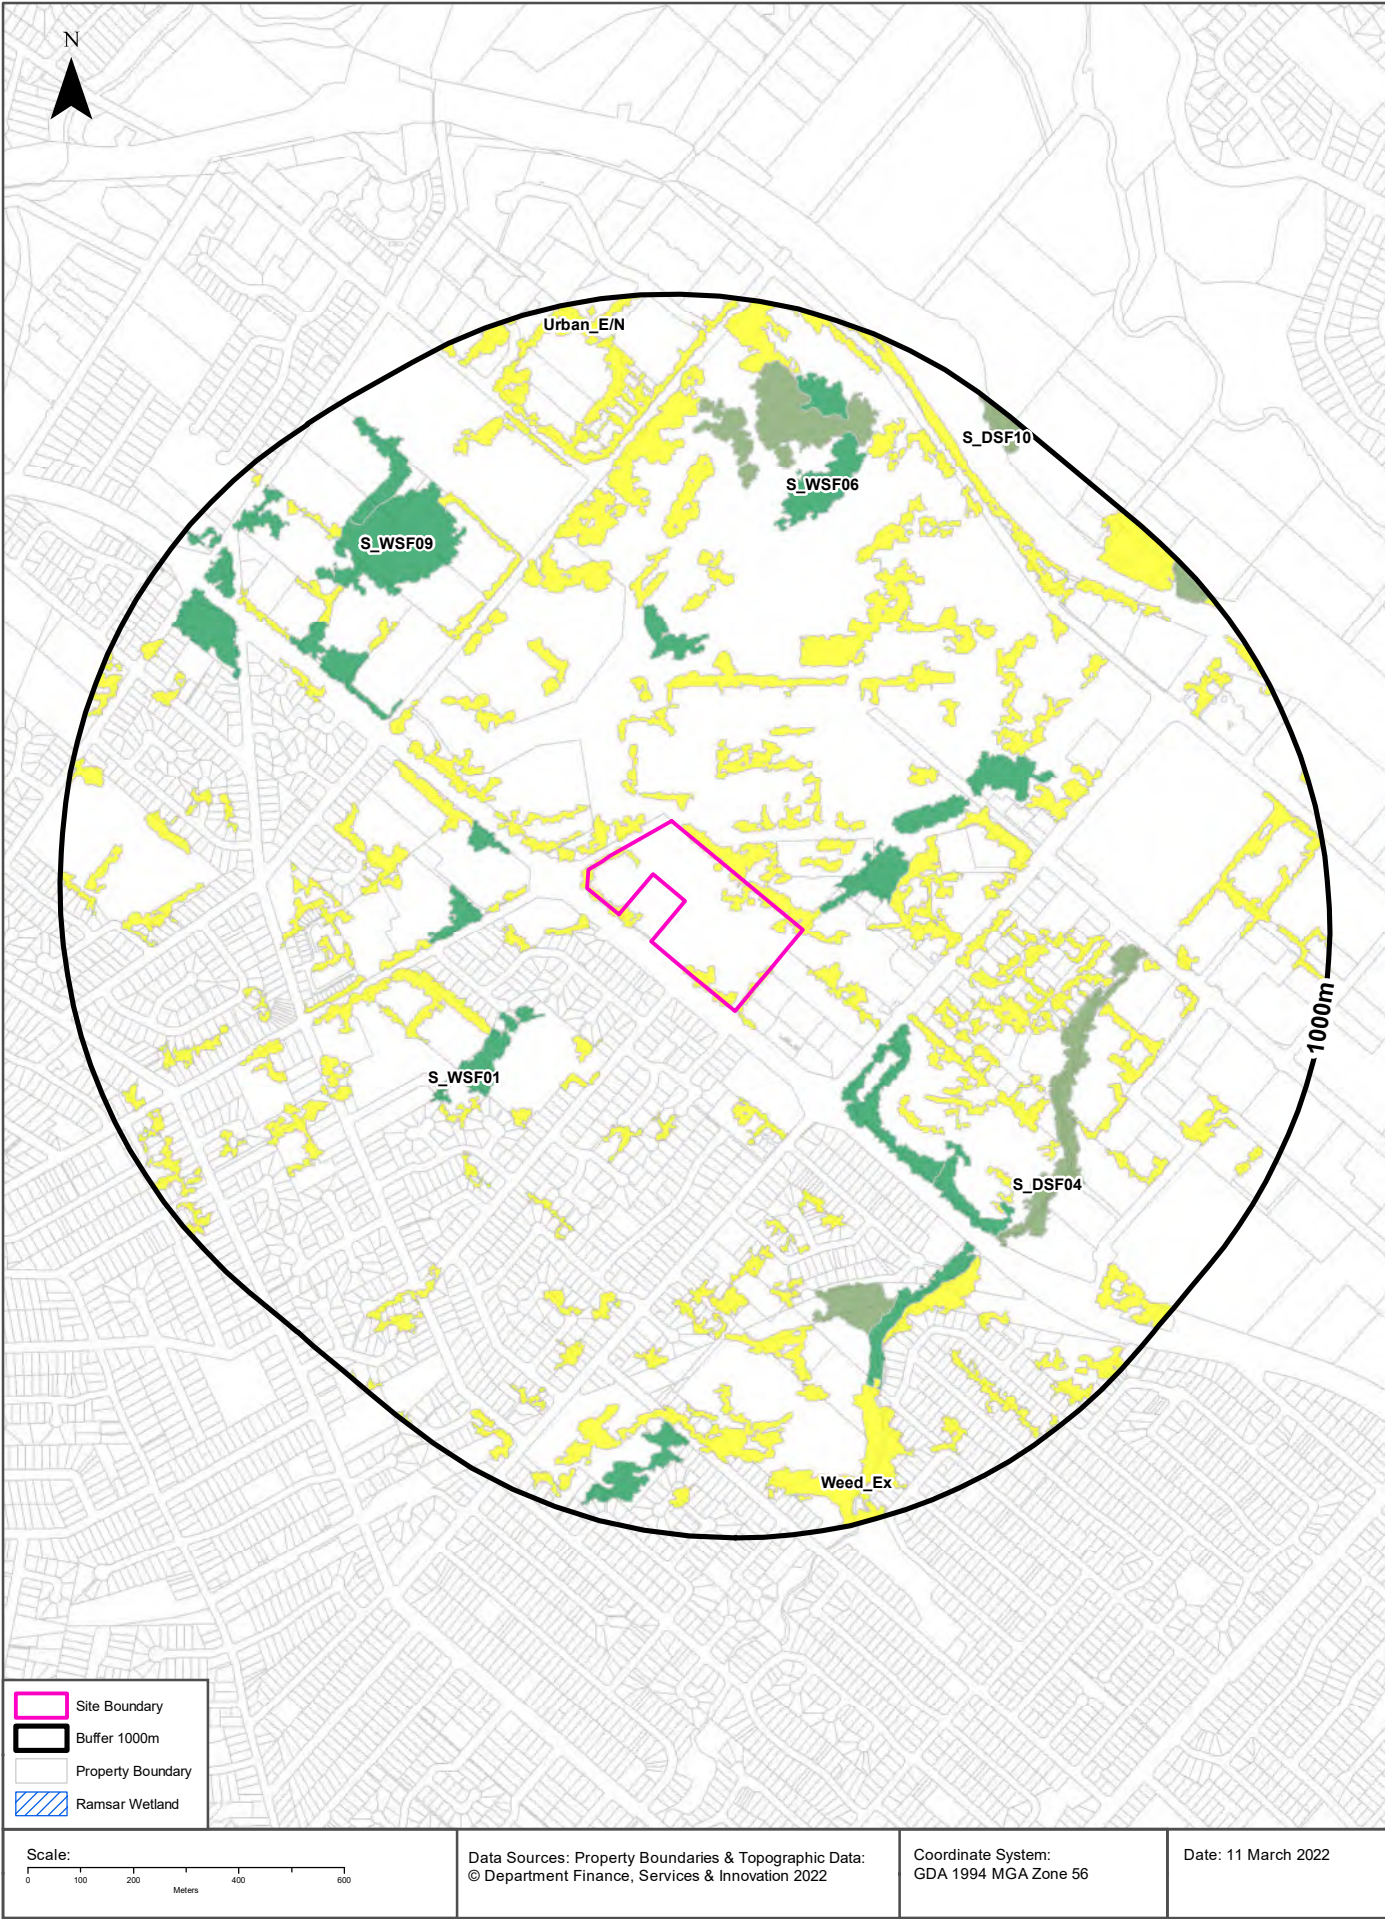 N
Urban_E/N
S_DSF10
S_WSF06
S_WSF09
1000m
S_WSF01
S_DSF04
Weed_Ex
Site Boundary
Buffer 1000m
Property Boundary
Ramsar Wetland
Scale:
0 100 200 400 600
Meters
Data Sources: Property Boundaries & Topographic Data:
© Department Finance, Services & Innovation 2022
Coordinate System:
GDA 1994 MGA Zone 56
Date: 11 March 2022